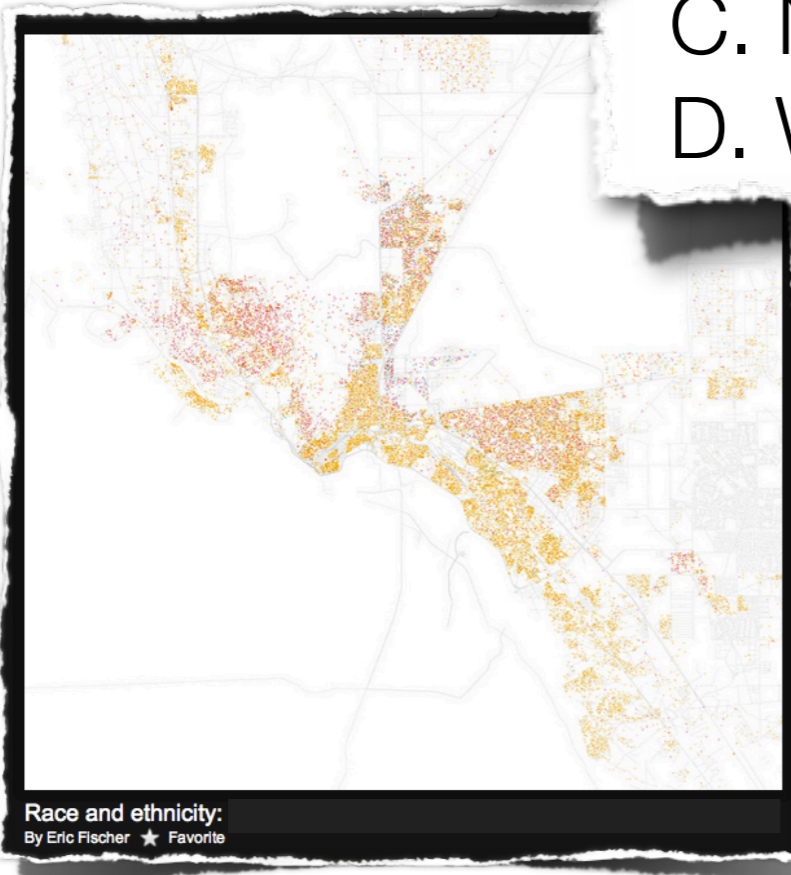 C.
D.
Race and ethnicity:
By Eric Fischer ★ Favorite